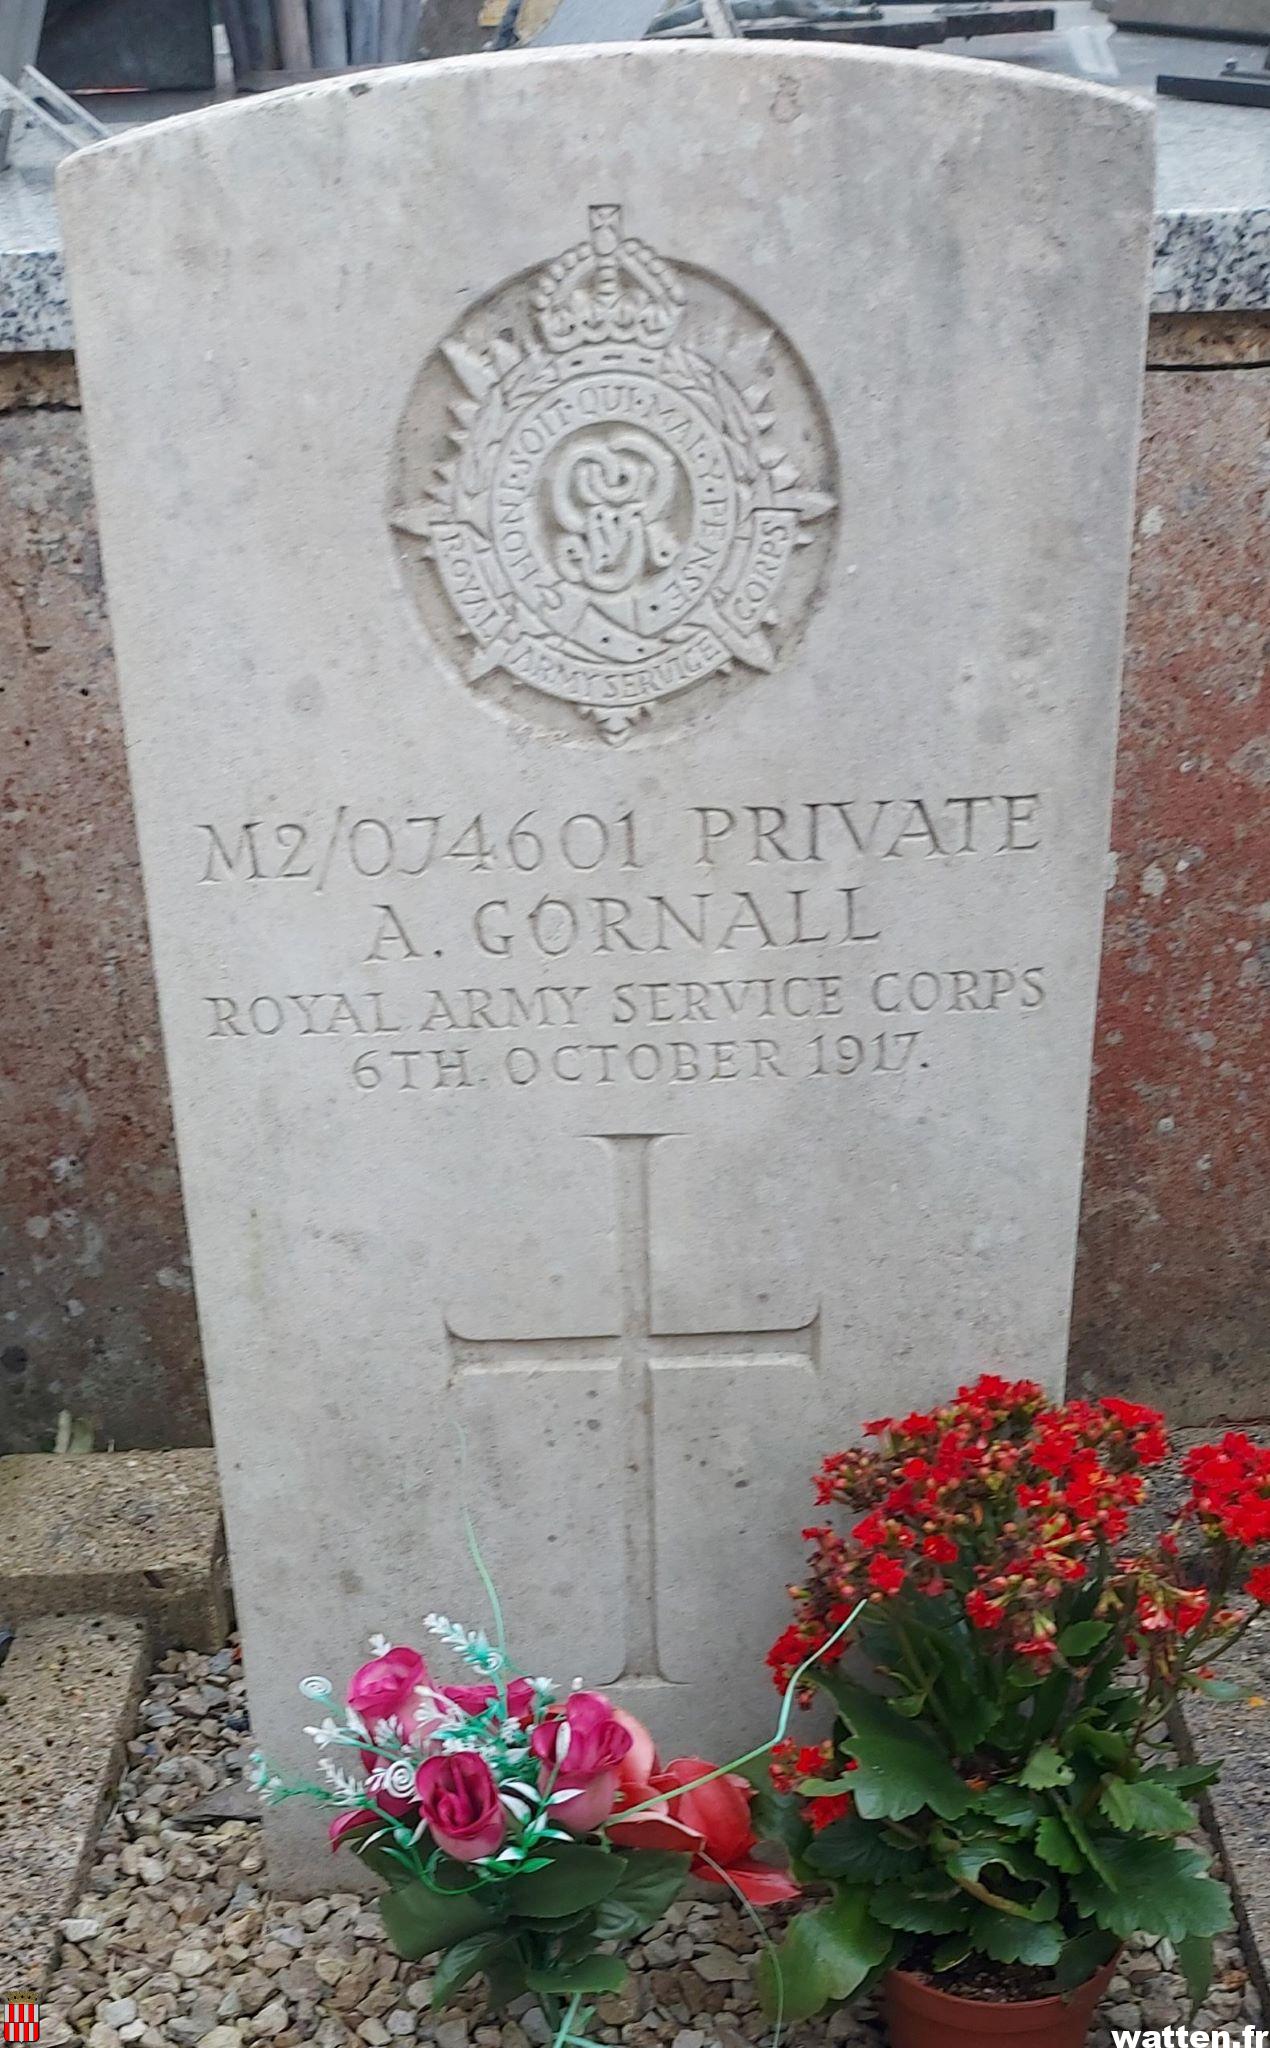 HONI·SOIT·QUI·MAL·Y·PENSE
ROYAL ARMY SERVICE CORPS
M2/074601 PRIVATE
A. GORNALL
ROYAL ARMY SERVICE CORPS
6TH OCTOBER 1917.
watten.fr